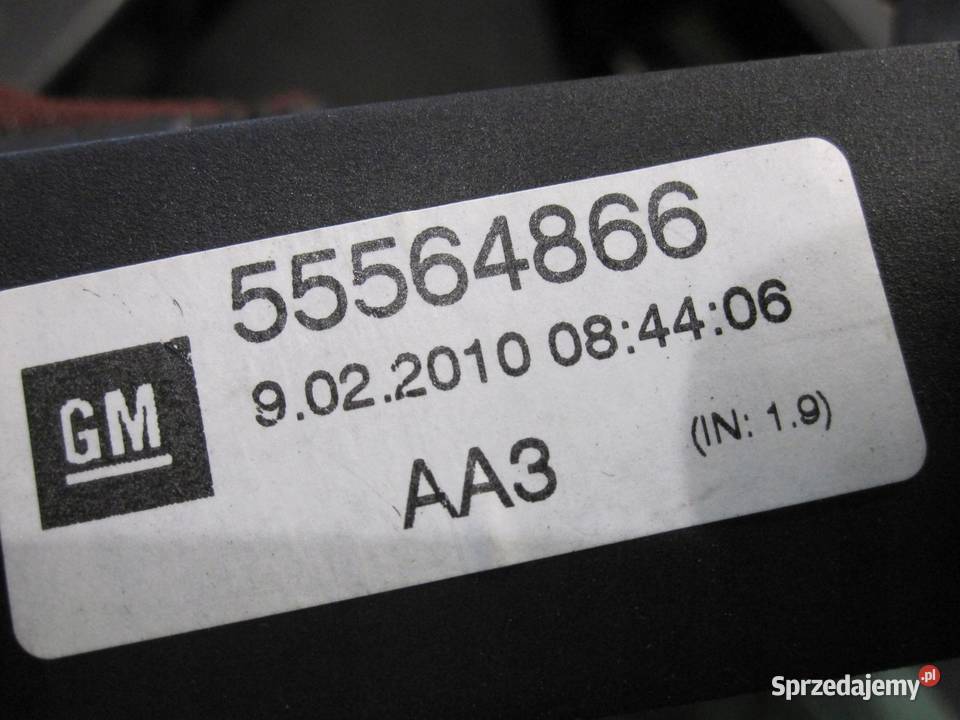 55564866
9.02.2010 08:44:06
GM
AA3
(IN: 1.9)
Sprzedajemy.pl